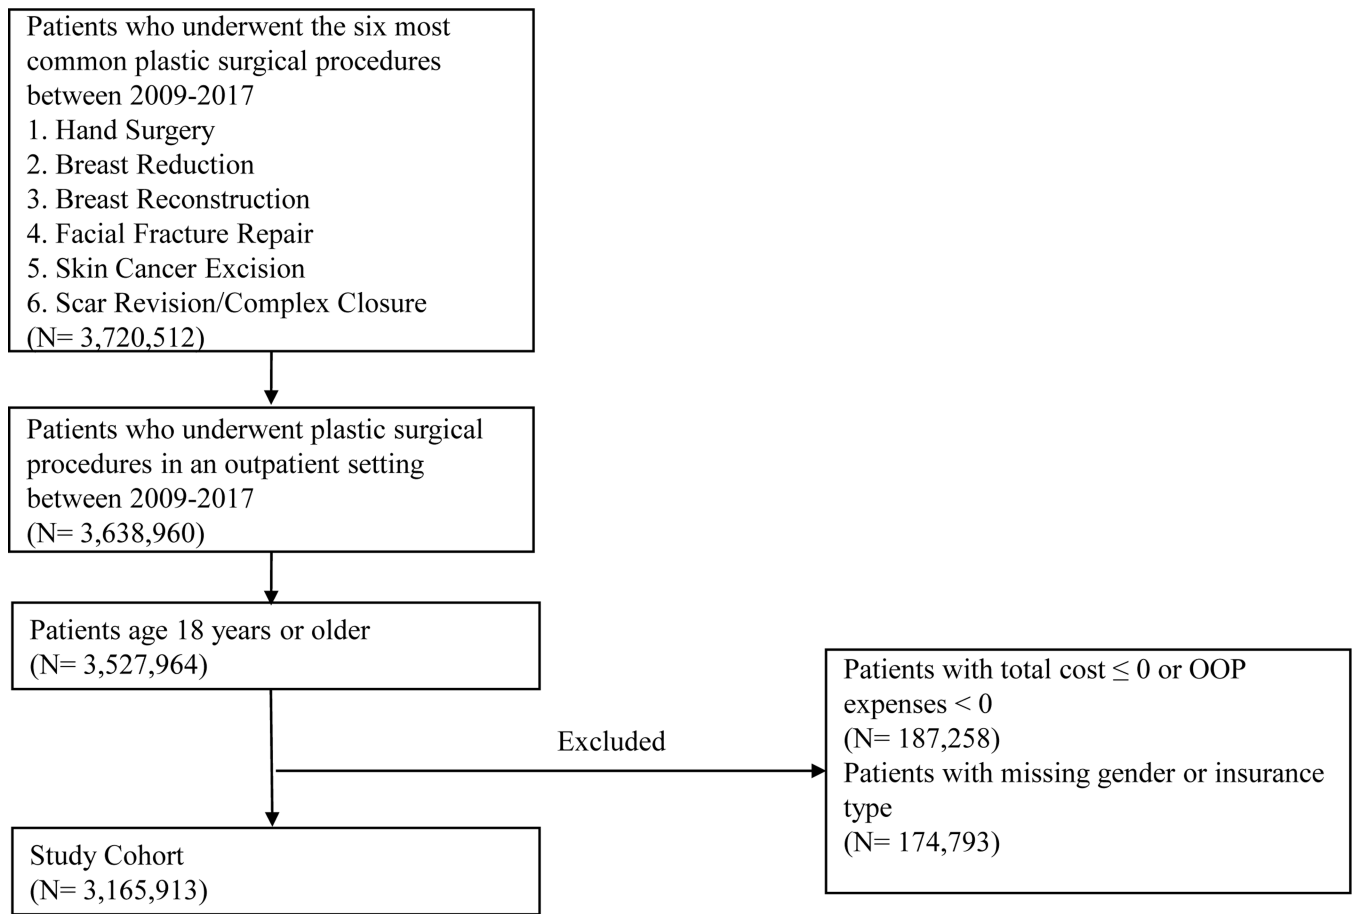 Patients who underwent the six most
common plastic surgical procedures
between 2009-2017
1. Hand Surgery
2. Breast Reduction
3. Breast Reconstruction
4. Facial Fracture Repair
5. Skin Cancer Excision
6. Scar Revision/Complex Closure
(N= 3,720,512)
Patients who underwent plastic surgical
procedures in an outpatient setting
between 2009-2017
(N= 3,638,960)
Patients age 18 years or older
(N= 3,527,964)
Excluded
Patients with total cost ≤ 0 or OOP
expenses < 0
(N= 187,258)
Patients with missing gender or insurance
type
(N= 174,793)
Study Cohort
(N= 3,165,913)